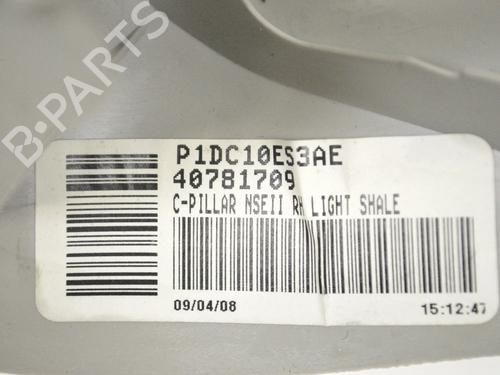 B-PARTS
P1DC10ES3AE
40781709
C-PILLAR NSEII RH LIGHT SHALE
09/04/08
15:12:47